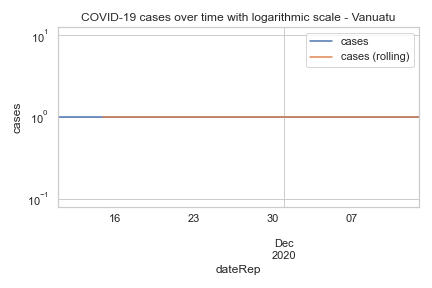 COVID-19 cases over time with logarithmic scale - Vanuatu
cases
cases (rolling)
cases
10¹
10⁰
10⁻¹
16
23
30
07
Dec
2020
dateRep